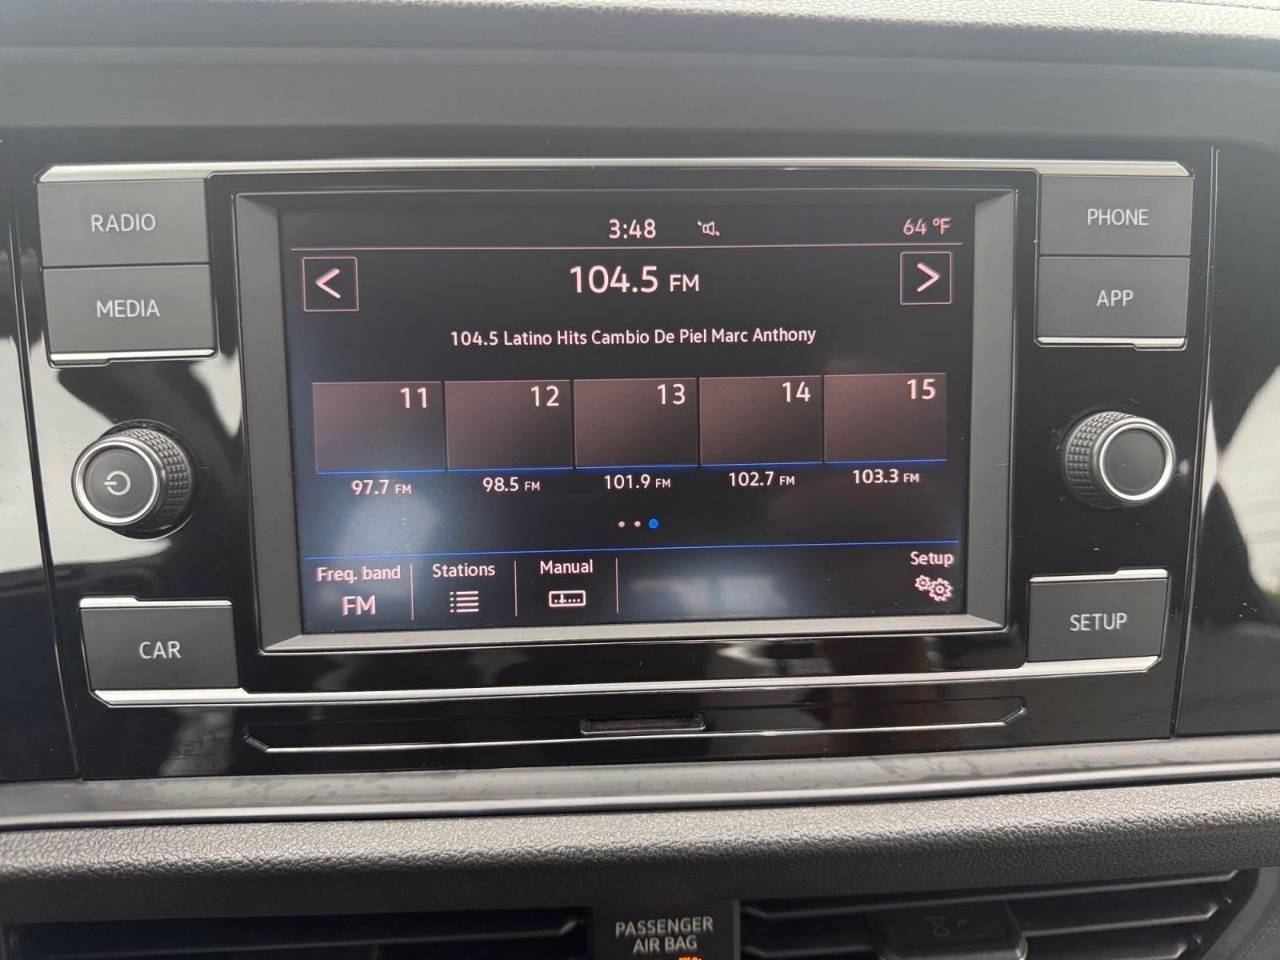 RADIO
MEDIA
CAR
3:48
64 °F
<
104.5 FM
>
104.5 Latino Hits Cambio De Piel Marc Anthony
11
12
13
14
15
97.7 FM
98.5 FM
101.9 FM
102.7 FM
103.3 FM
Freq. band
FM
Stations
Manual
Setup
PHONE
APP
SETUP
PASSENGER
AIR BAG